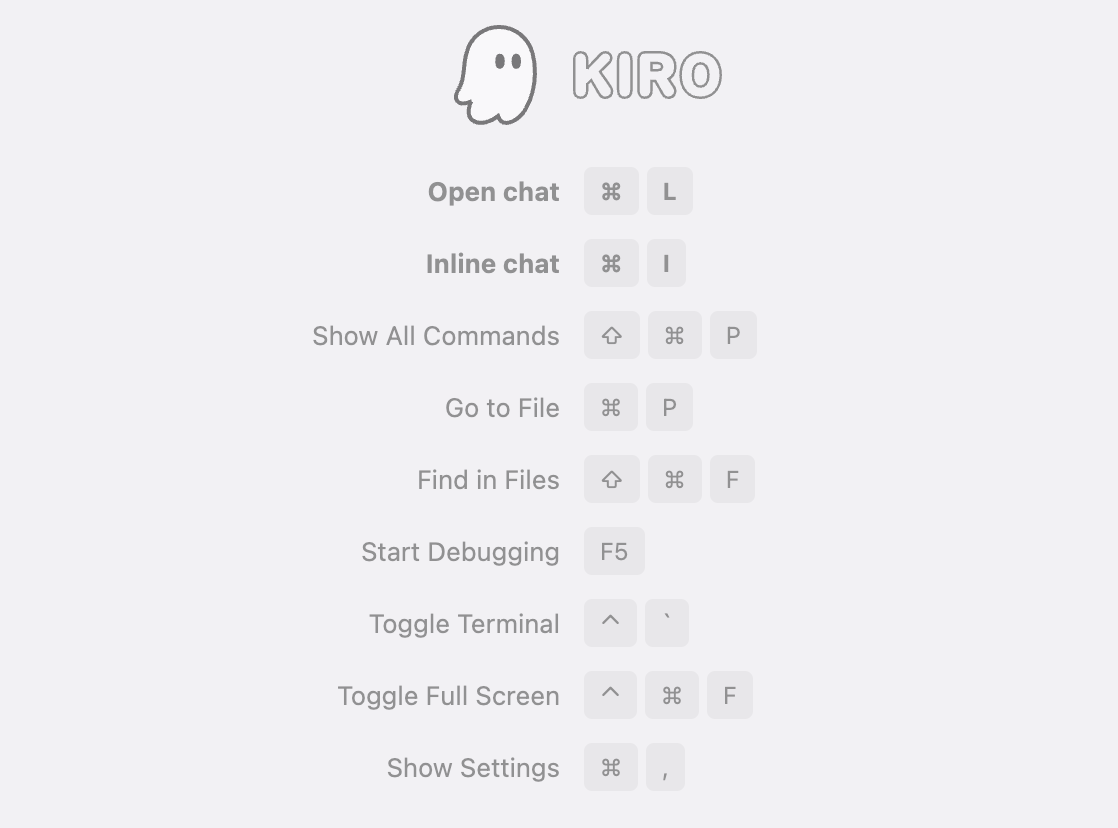 KIRO
Open chat ⌘ L
Inline chat ⌘ I
Show All Commands ⇧ ⌘ P
Go to File ⌘ P
Find in Files ⇧ ⌘ F
Start Debugging F5
Toggle Terminal ^ `
Toggle Full Screen ^ ⌘ F
Show Settings ⌘ ,